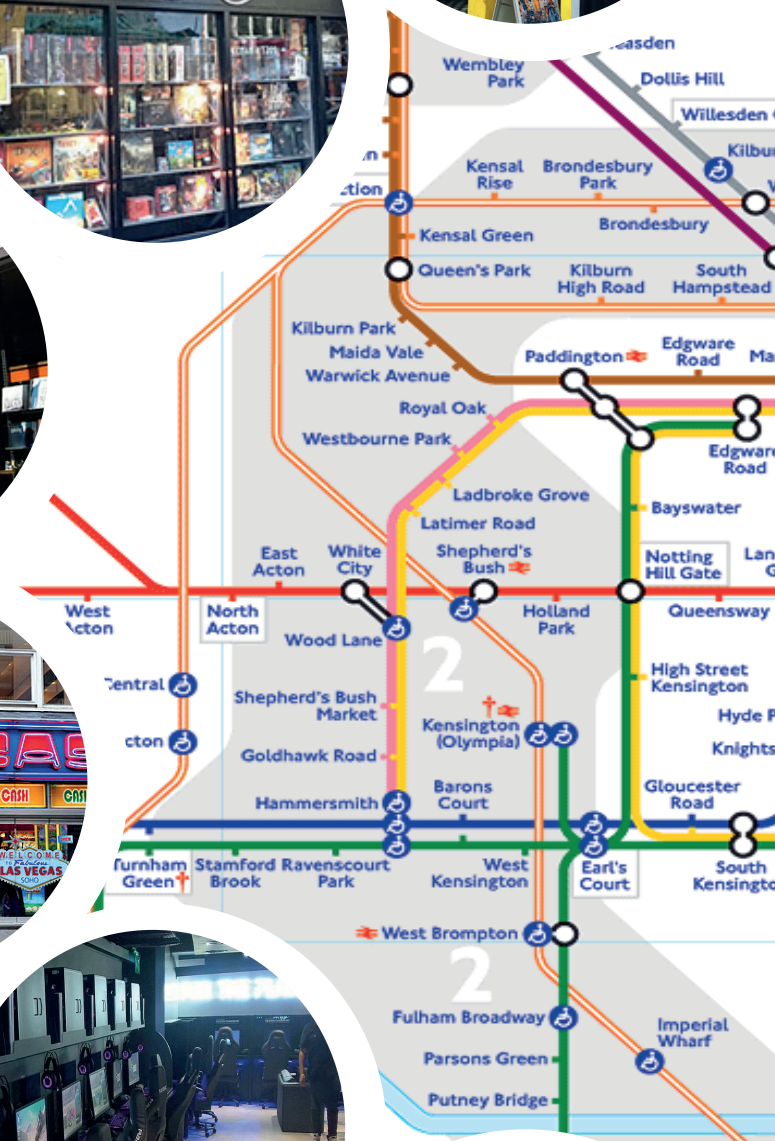 Wembley
Park
Dollis Hill
Willesden
Kensal
Rise
Brondesbury
Park
Brondesbury
Kensal Green
Queen's Park
Kilburn
High Road
South
Hampstead
Kilburn Park
Maida Vale
Warwick Avenue
Paddington
Edgware
Road
Royal Oak
Westbourne Park
Edgware
Road
Ladbroke Grove
Latimer Road
Bayswater
East
Acton
White
City
Shepherd's
Bush
Notting
Hill Gate
West
Acton
North
Acton
Holland
Park
Queensway
Wood Lane
2
Central
High Street
Kensington
Shepherd's Bush
Market
Kensington
(Olympia)
Hyde
Knights
Goldhawk Road
Hammersmith
Barons
Court
Gloucester
Road
CASH
WELCOME
TO Fabulous
LAS VEGAS
SOHO
Turnham
Green†
Stamford
Brook
Ravenscourt
Park
West
Kensington
Earl's
Court
South
Kensington
West Brompton
2
Fulham Broadway
Imperial
Wharf
Parsons Green
Putney Bridge